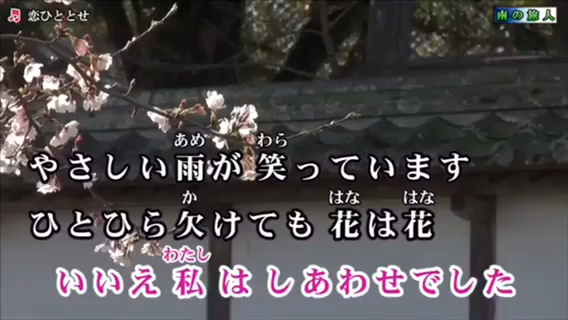 恋ひととせ
雨の旅人
あめ わら
やさしい雨が 笑っています
か はな はな
ひとひら欠けても 花は花
わたし
いいえ 私 は しあわせでした